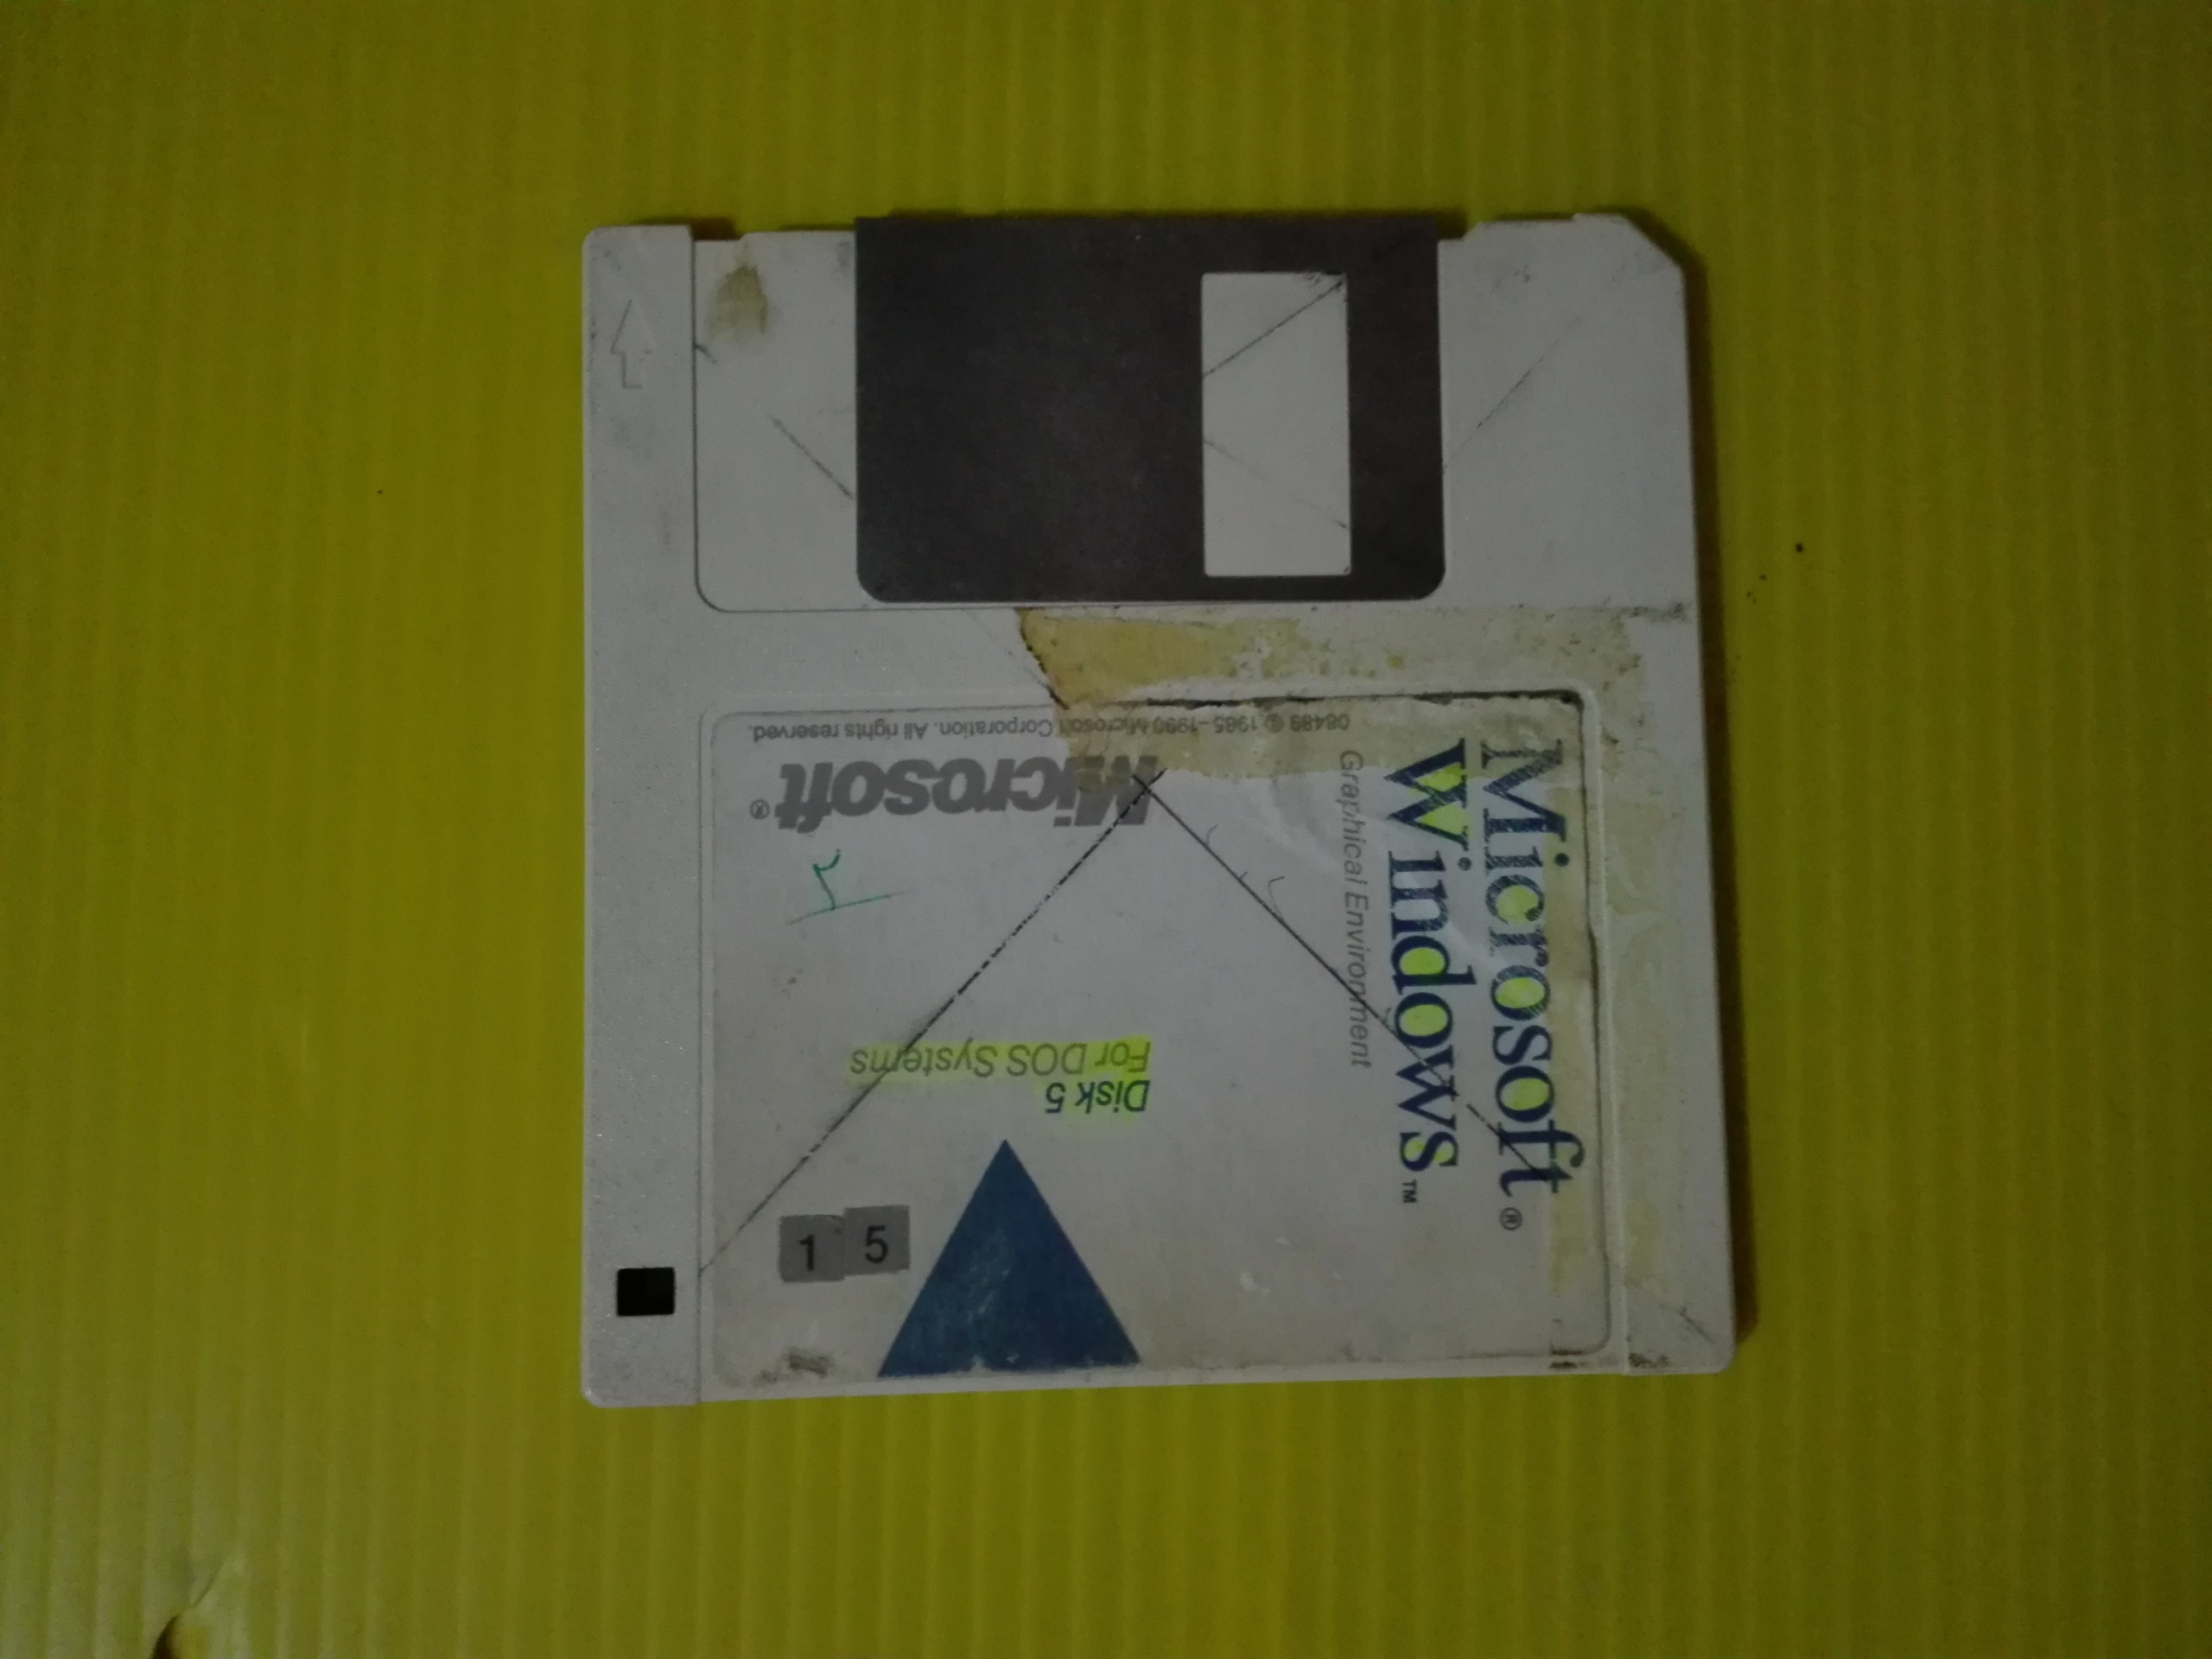 Microsoft®
Windows™
Graphical Environment
Disk 5
For DOS Systems
Microsoft®
08489 © 1985-1990 Microsoft Corporation. All rights reserved.
1 5